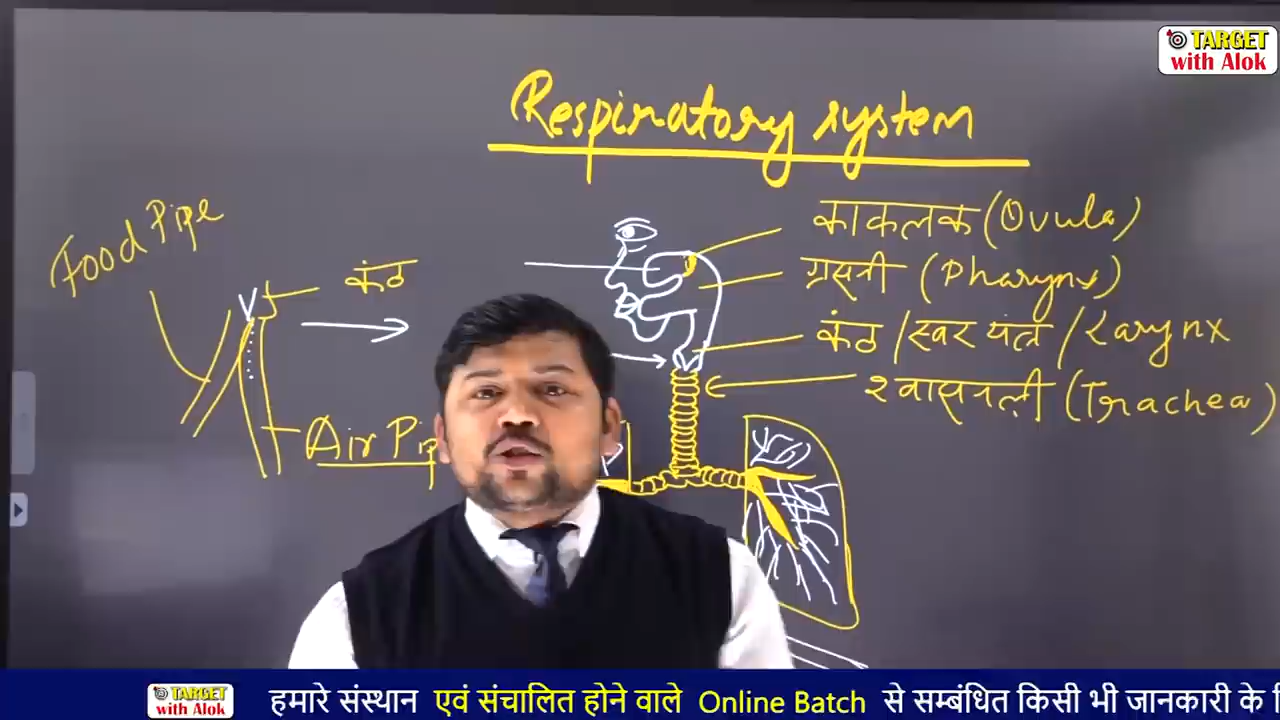 TARGET
with Alok
Respiratory system
Food Pipe
काकलक (Ovula)
ग्रसनी (Pharynx)
कंठ
कंठ / स्वर यंत्र / Larynx
श्वासनली (Trachea)
Air Pip
TARGET
with Alok
हमारे संस्थान एवं संचालित होने वाले Online Batch से सम्बंधित किसी भी जानकारी के